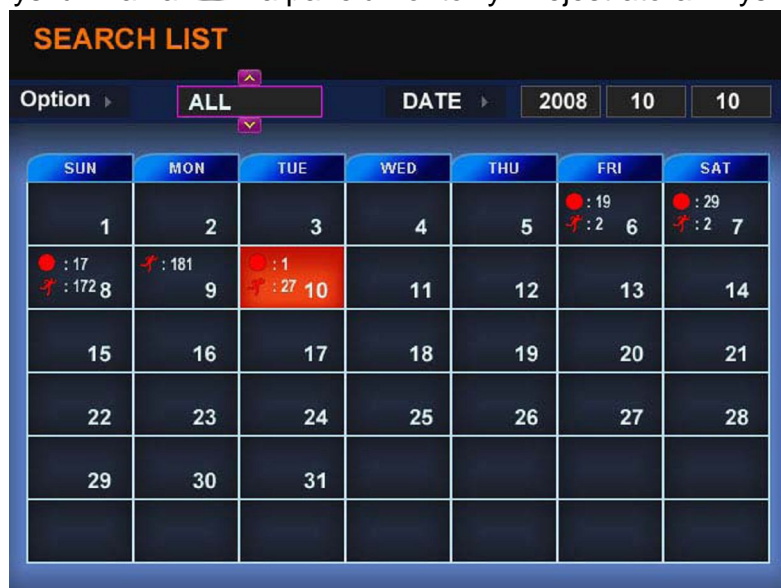 SEARCH LIST
Option ALL DATE 2008 10 10
SUN MON TUE WED THU FRI SAT
: 19 : 29
1 2 3 4 5 : 2 6 : 2 7
: 17 : 181 : 1
: 172 8 9 : 27 10 11 12 13 14
15 16 17 18 19 20 21
22 23 24 25 26 27 28
29 30 31